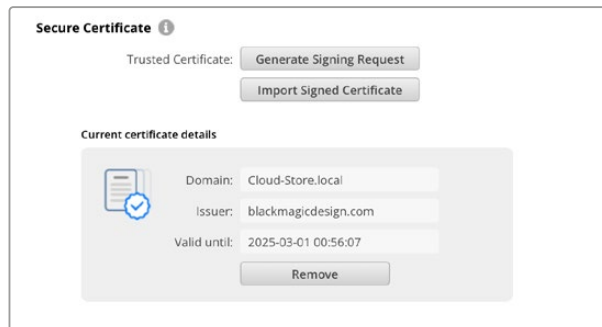 Secure Certificate
Trusted Certificate: Generate Signing Request
Import Signed Certificate
Current certificate details
Domain: Cloud-Store.local
Issuer: blackmagicdesign.com
Valid until: 2025-03-01 00:56:07
Remove